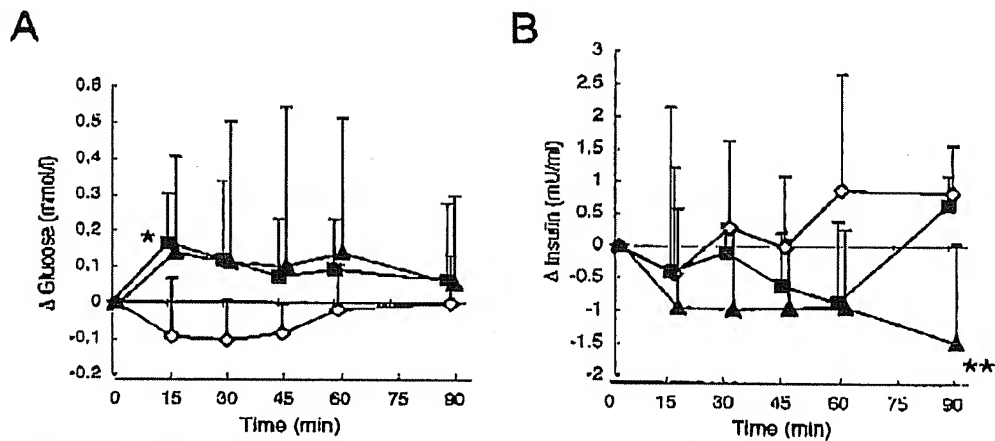 A
Δ Glucose (mmol/l)
0.6
0.5
0.4
0.3
0.2
0.1
0
-0.1
-0.2
*
0 15 30 45 60 75 90
Time (min)
B
Δ Insulin (mU/ml)
3
2.5
2
1.5
1
0.5
0
-0.5
-1
-1.5
-2
**
0 15 30 45 60 75 90
Time (min)